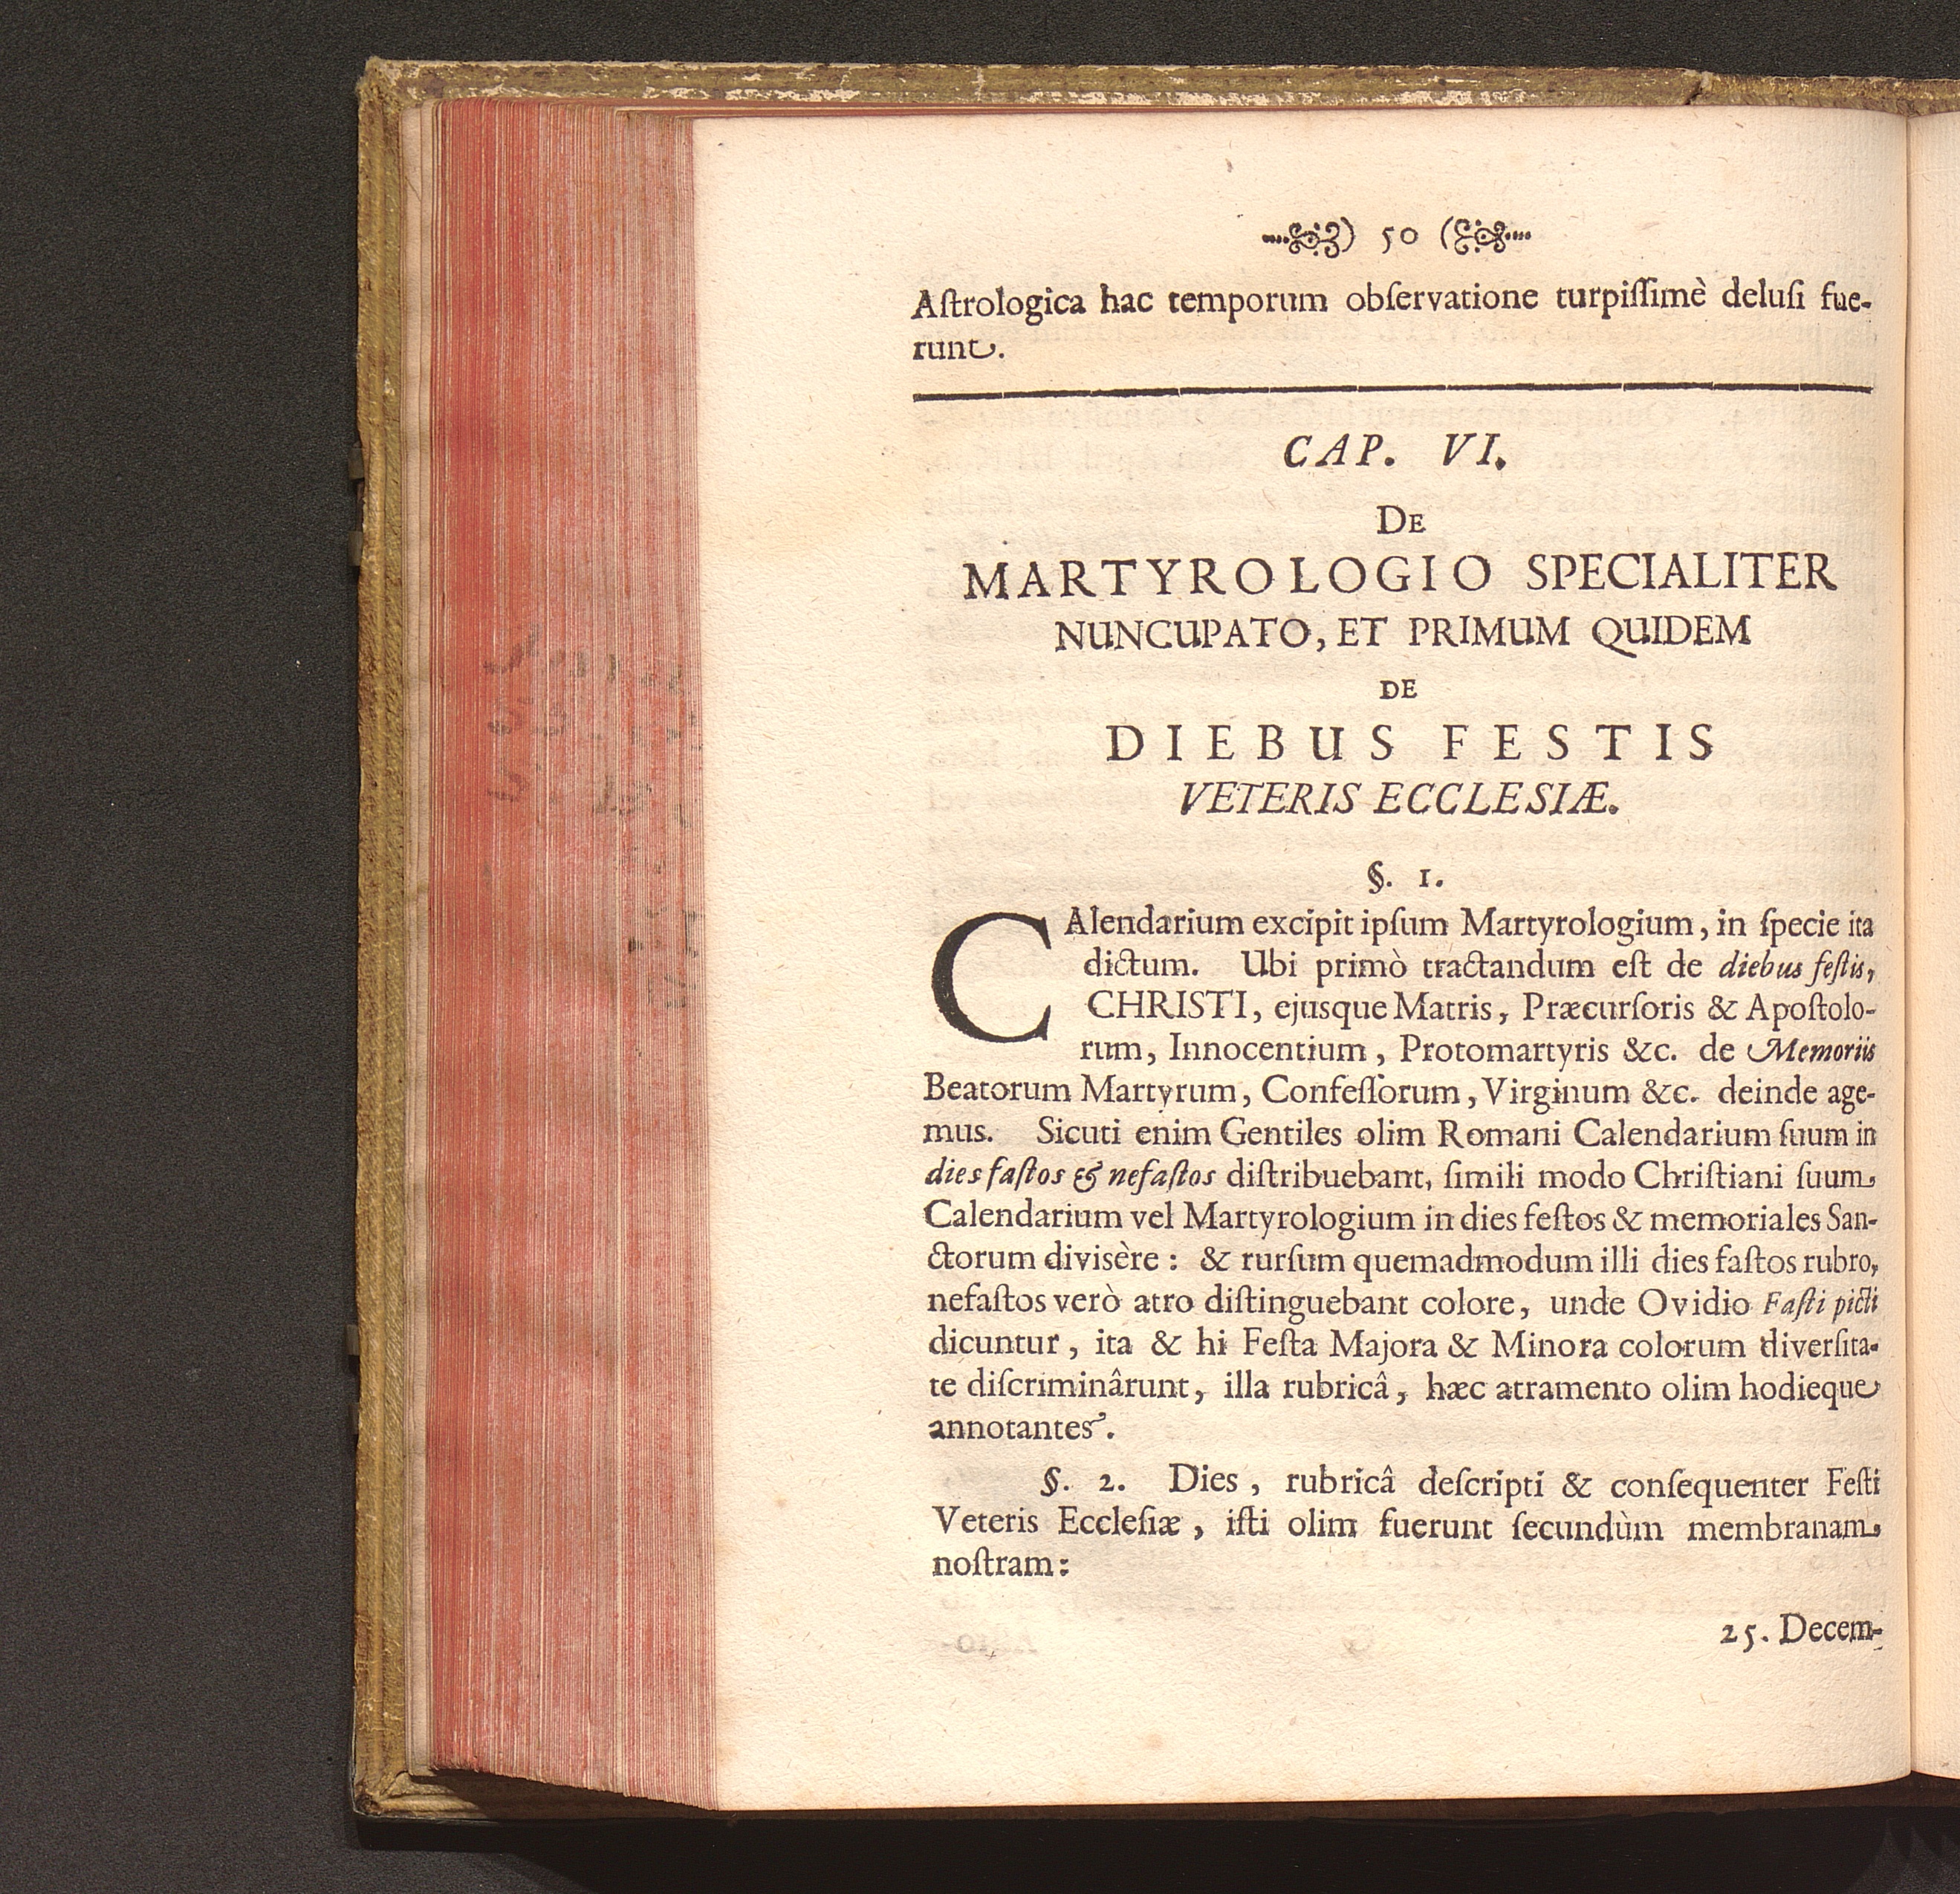 ) 50 (
Aſtrologica hac temporum obſervatione turpiſſimè deluſi fue-
runt.
CAP. VI.
DE
MARTYROLOGIO SPECIALITER
NUNCUPATO, ET PRIMUM QUIDEM
DE
DIEBUS FESTIS
VETERIS ECCLESIÆ.
§. 1.
CAlendarium excipit ipſum Martyrologium, in ſpecie ita
dictum. Ubi primò tractandum eſt de diebus feſtis,
CHRISTI, ejusque Matris, Præcurſoris & Apoſtolo-
rum, Innocentium, Protomartyris &c. de Memoriis
Beatorum Martyrum, Confeſſorum, Virginum &c. deinde age-
mus. Sicuti enim Gentiles olim Romani Calendarium ſuum in
dies faſtos & nefaſtos diſtribuebant, ſimili modo Chriſtiani ſuum
Calendarium vel Martyrologium in dies feſtos & memoriales San-
ctorum divisère: & rurſum quemadmodum illi dies faſtos rubro,
nefaſtos verò atro diſtinguebant colore, unde Ovidio Faſti picti
dicuntur, ita & hi Feſta Majora & Minora colorum diverſita-
te diſcriminârunt, illa rubricâ, hæc atramento olim hodieque
annotantes.
§. 2. Dies, rubricâ deſcripti & conſequenter Feſti
Veteris Eccleſiæ, iſti olim fuerunt ſecundùm membranam
noſtram:
25. Decem-